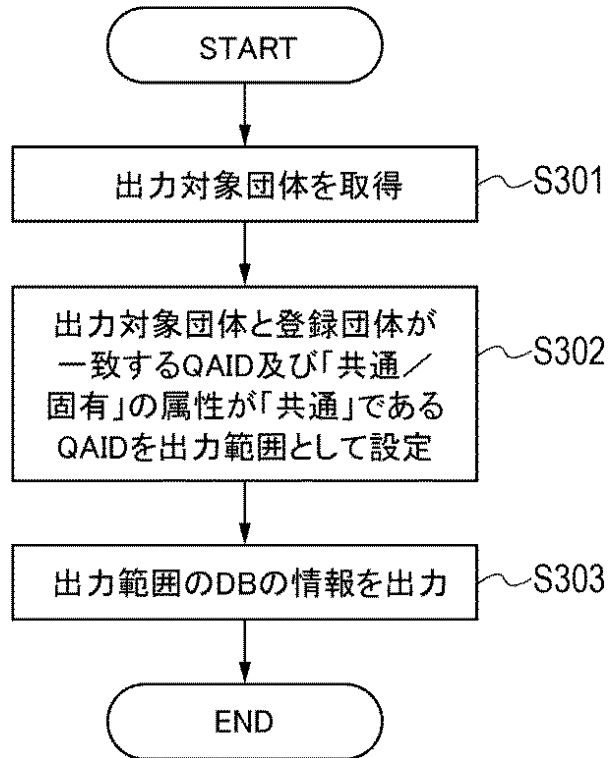 START
出力対象団体を取得
S301
出力対象団体と登録団体が
一致するQAID及び「共通／
固有」の属性が「共通」である
QAIDを出力範囲として設定
S302
出力範囲のDBの情報を出力
S303
END